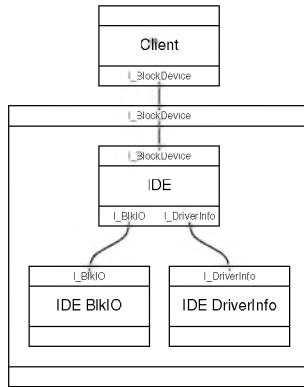 Client
I_BlockDevice
I_BlockDevice
I_BlockDevice
IDE
I_BlkIO I_DriverInfo
I_BlkIO I_DriverInfo
IDE BlkIO IDE DriverInfo